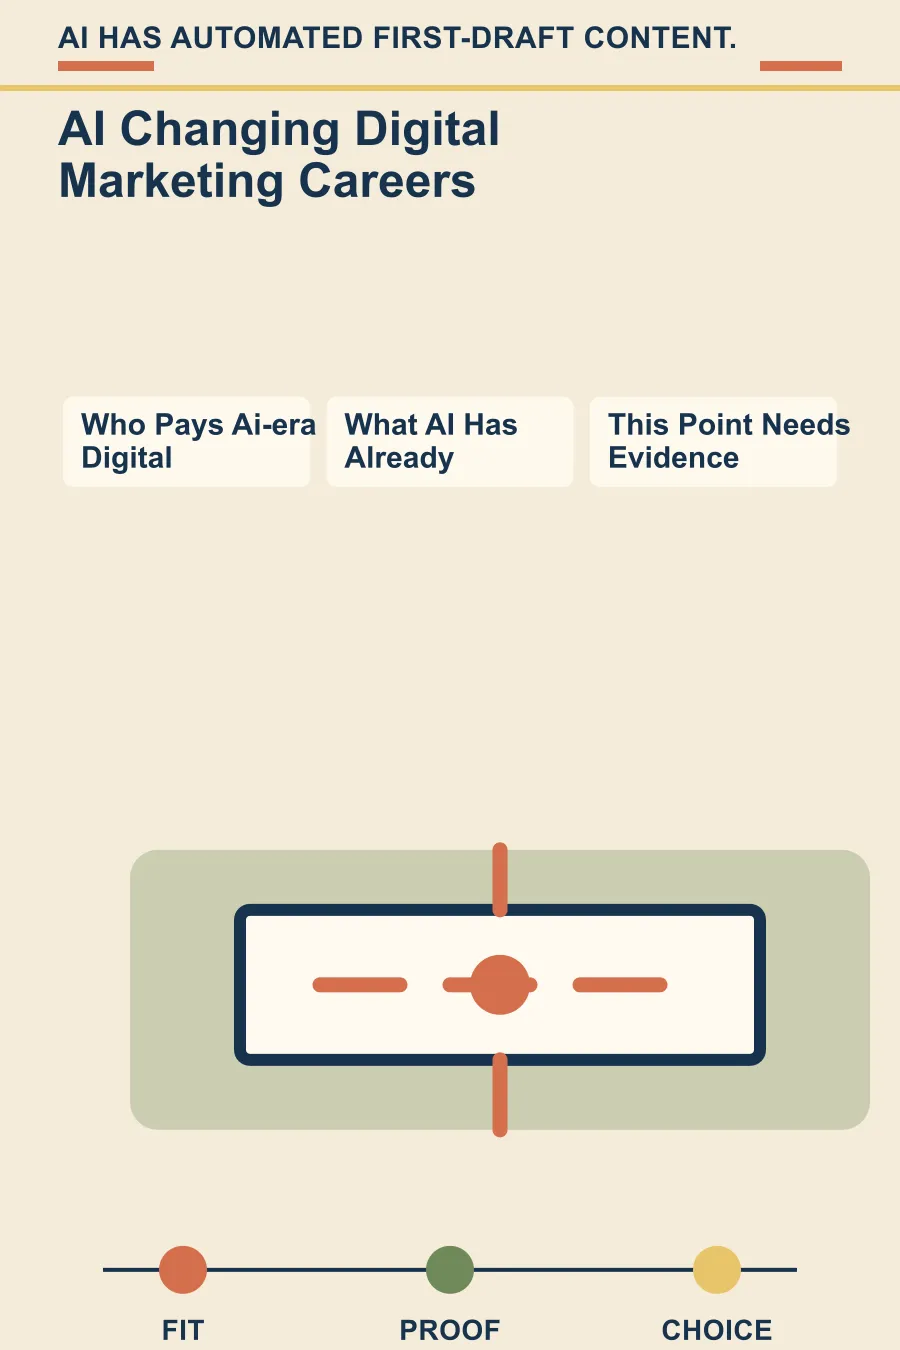 AI HAS AUTOMATED FIRST-DRAFT CONTENT.
AI Changing Digital
Marketing Careers
Who Pays Ai-era
Digital
What AI Has
Already
This Point Needs
Evidence
FIT
PROOF
CHOICE